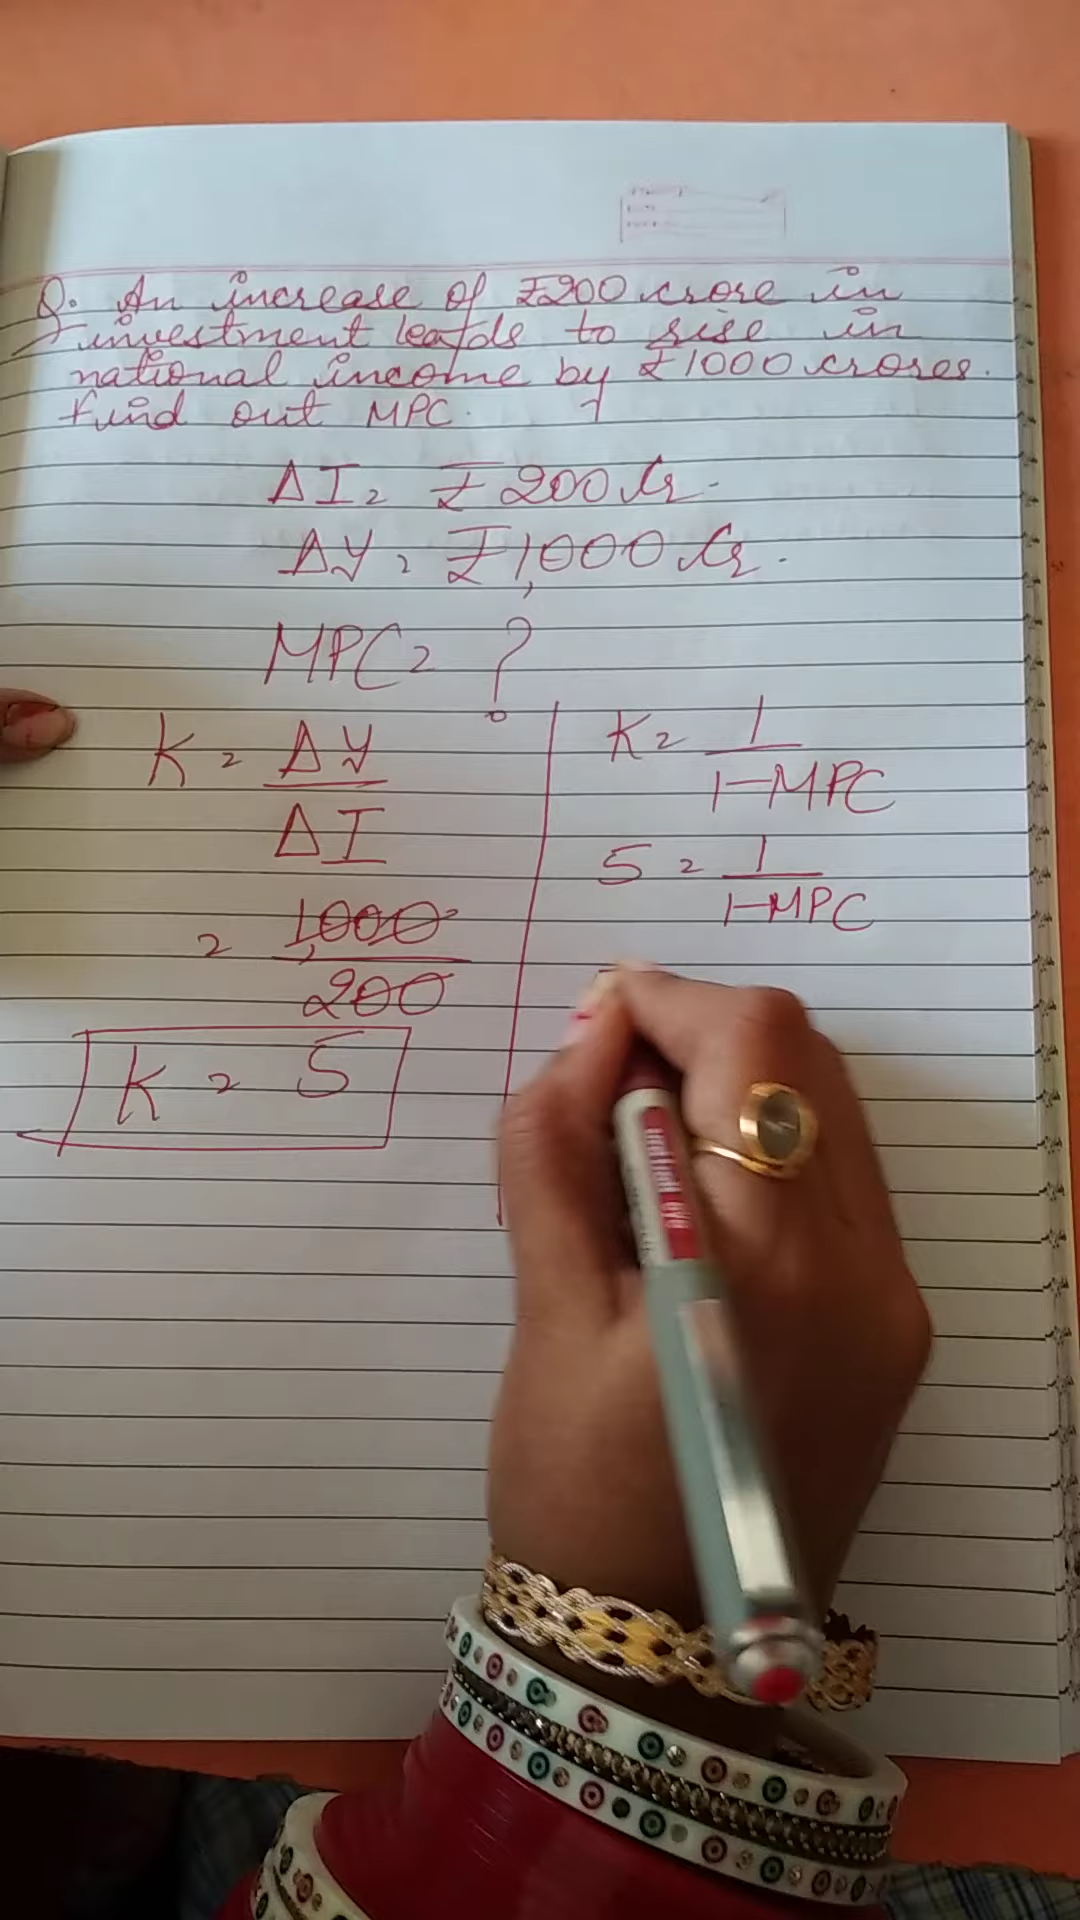 Q. An increase of ₹200 crore in
investment leads to rise in
national income by ₹1000 crores.
Find out MPC.
ΔI = ₹200 Cr.
ΔY = ₹1,000 Cr.
MPC = ?
K = ΔY
ΔI
= 1,000
200
K = 5
K = 1
1-MPC
5 = 1
1-MPC